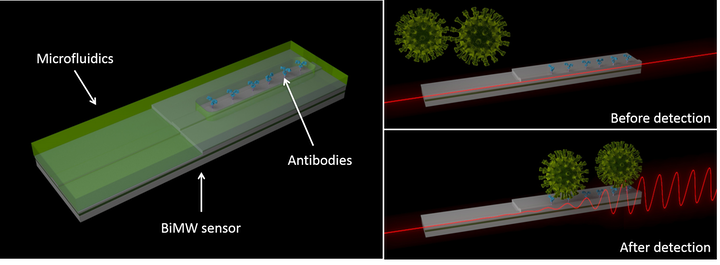 Microfluidics
Antibodies
BiMW sensor
Before detection
After detection